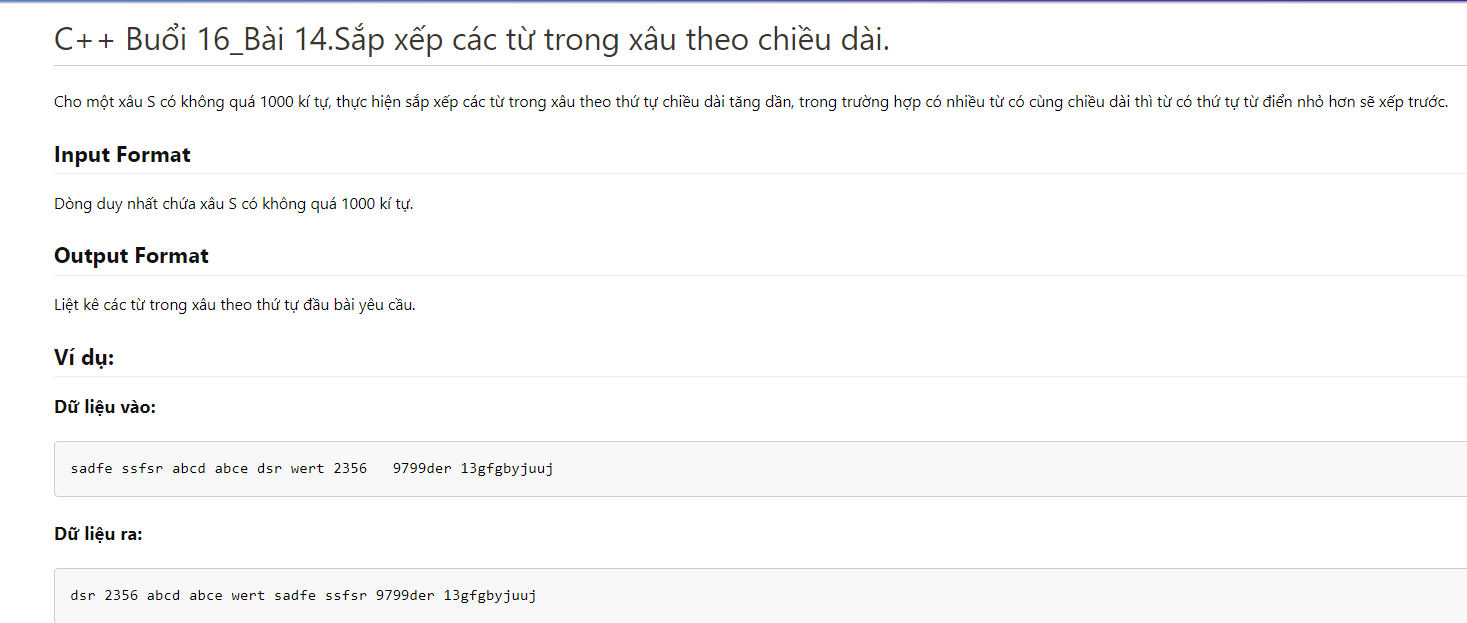 C++ Buổi 16_Bài 14.Sắp xếp các từ trong xâu theo chiều dài.
Cho một xâu S có không quá 1000 kí tự, thực hiện sắp xếp các từ trong xâu theo thứ tự chiều dài tăng dần, trong trường hợp có nhiều từ có cùng chiều dài thì từ có thứ tự từ điển nhỏ hơn sẽ xếp trước.
Input Format
Dòng duy nhất chứa xâu S có không quá 1000 kí tự.
Output Format
Liệt kê các từ trong xâu theo thứ tự đầu bài yêu cầu.
Ví dụ:
Dữ liệu vào:
sadfe ssfsr abcd abce dsr wert 2356   9799der 13gfgbyjuuj
Dữ liệu ra:
dsr 2356 abcd abce wert sadfe ssfsr 9799der 13gfgbyjuuj